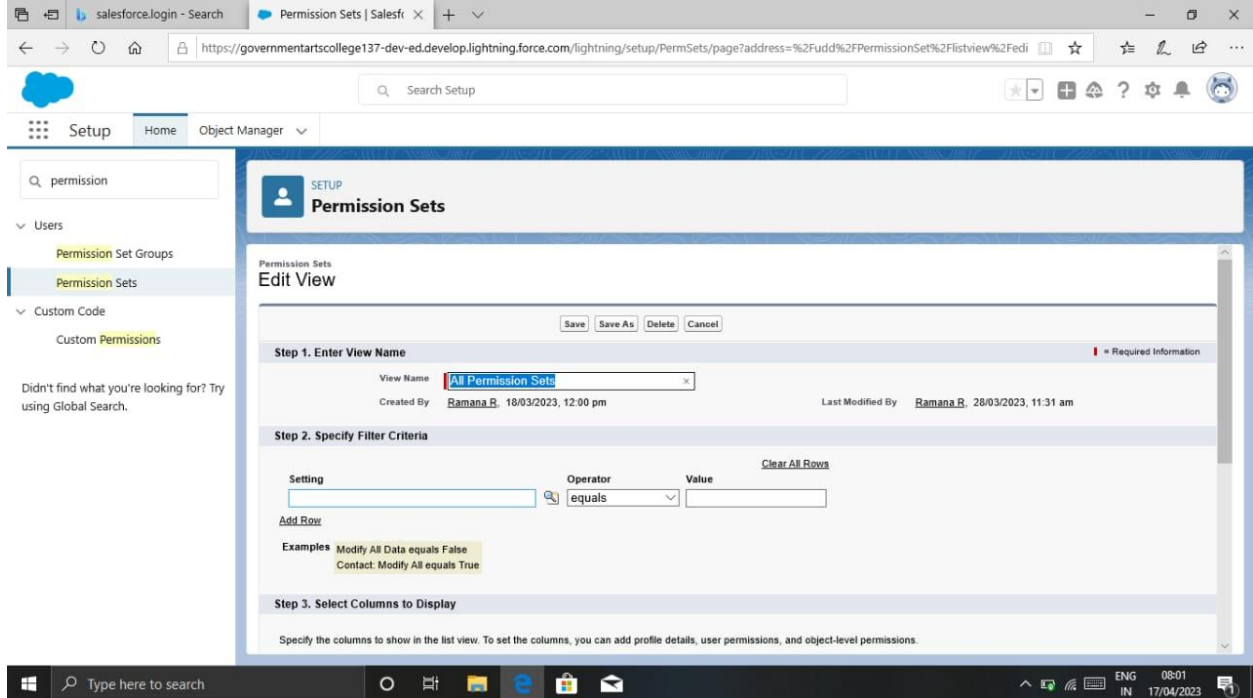 salesforce.login - Search
Permission Sets | Salesfc
https://governmentartscollege137-dev-ed.develop.lightning.force.com/lightning/setup/PermSets/page?address=%2Fudd%2FPermissionSet%2Flistview%2Fedi
Search Setup
Setup Home Object Manager
permission
Users
Permission Set Groups
Permission Sets
Custom Code
Custom Permissions
Didn't find what you're looking for? Try
using Global Search.
SETUP
Permission Sets
Permission Sets
Edit View
Save Save As Delete Cancel
Step 1. Enter View Name
= Required Information
View Name All Permission Sets
Created By Ramana R, 18/03/2023, 12:00 pm Last Modified By Ramana R, 28/03/2023, 11:31 am
Step 2. Specify Filter Criteria
Clear All Rows
Setting Operator Value
equals
Add Row
Examples Modify All Data equals False
Contact: Modify All equals True
Step 3. Select Columns to Display
Specify the columns to show in the list view. To set the columns, you can add profile details, user permissions, and object-level permissions.
Type here to search
ENG 08:01
IN 17/04/2023